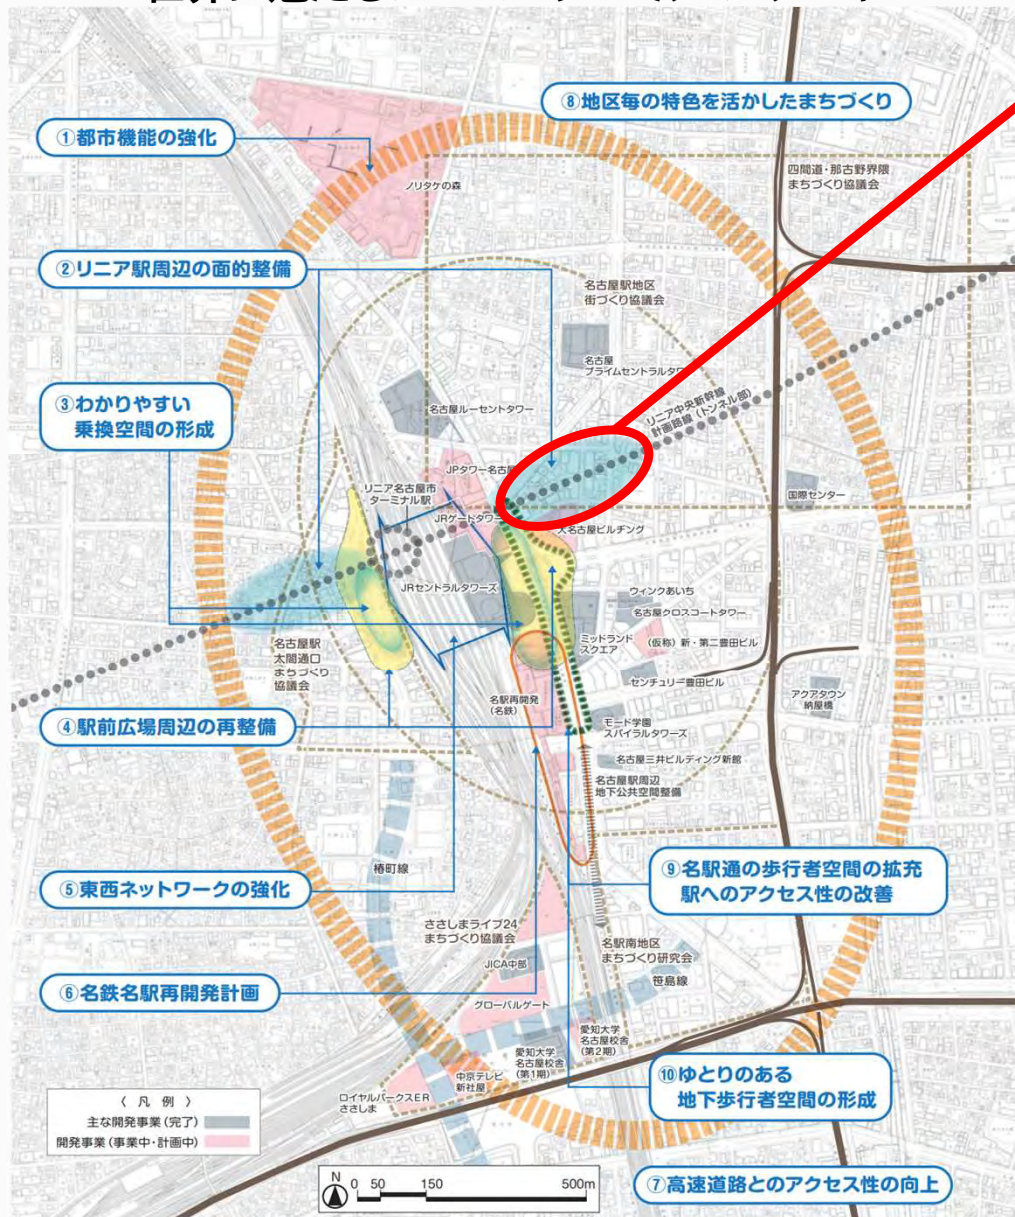 ⑧地区毎の特色を活かしたまちづくり
①都市機能の強化
ノリタケの森
四間道・那古野界隈
まちづくり協議会
②リニア駅周辺の面的整備
名古屋駅地区
街づくり協議会
名古屋
プライムセントラルタワー
③わかりやすい
乗換空間の形成
名古屋ルーセントタワー
リニア中央新幹線
計画路線(トンネル部)
JPタワー名古屋
リニア名古屋市
ターミナル駅
国際センター
JRゲートタワー
大名古屋ビルヂング
JRセントラルタワーズ
ウィンクあいち
名古屋クロスコートタワー
ミッドランド
スクエア
(仮称)新・第二豊田ビル
名古屋駅
太閤通口
まちづくり
協議会
センチュリー豊田ビル
名駅再開発
(名鉄)
アクアタウン
納屋橋
④駅前広場周辺の再整備
モード学園
スパイラルタワーズ
名古屋三井ビルディング新館
名古屋駅周辺
地下公共空間整備
椿町線
⑤東西ネットワークの強化
⑨名駅通の歩行者空間の拡充
駅へのアクセス性の改善
ささしまライブ24
まちづくり協議会
名駅南地区
まちづくり研究会
JICA中部
笹島線
⑥名鉄名駅再開発計画
グローバルゲート
愛知大学
名古屋校舎
(第2期)
愛知大学
名古屋校舎
(第1期)
中京テレビ
新社屋
⑩ゆとりのある
地下歩行者空間の形成
ロイヤルパークスER
ささしま
〈 凡 例 〉
主な開発事業(完了)
開発事業(事業中・計画中)
N 0 50 150 500m
⑦高速道路とのアクセス性の向上